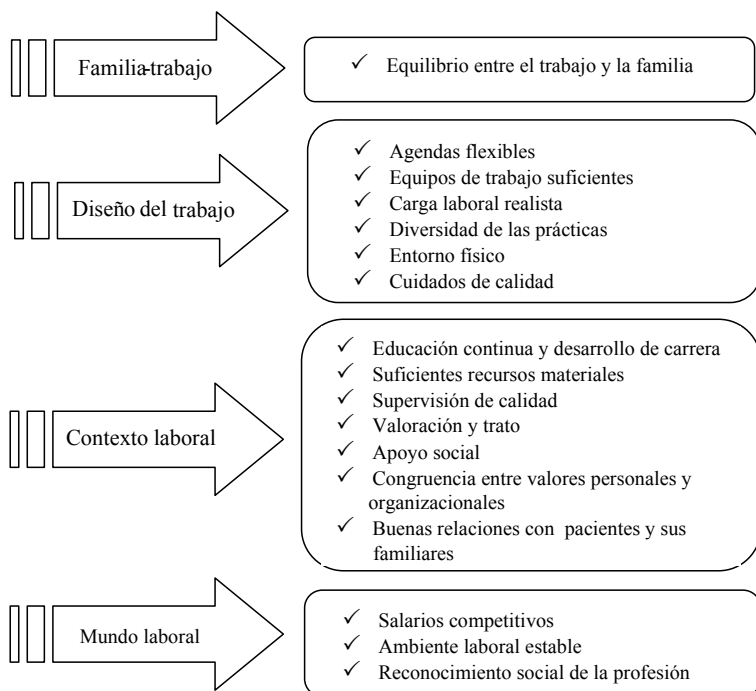 Familia-trabajo
✓ Equilibrio entre el trabajo y la familia
Diseño del trabajo
✓ Agendas flexibles
✓ Equipos de trabajo suficientes
✓ Carga laboral realista
✓ Diversidad de las prácticas
✓ Entorno físico
✓ Cuidados de calidad
Contexto laboral
✓ Educación continua y desarrollo de carrera
✓ Suficientes recursos materiales
✓ Supervisión de calidad
✓ Valoración y trato
✓ Apoyo social
✓ Congruencia entre valores personales y
organizacionales
✓ Buenas relaciones con pacientes y sus
familiares
Mundo laboral
✓ Salarios competitivos
✓ Ambiente laboral estable
✓ Reconocimiento social de la profesión